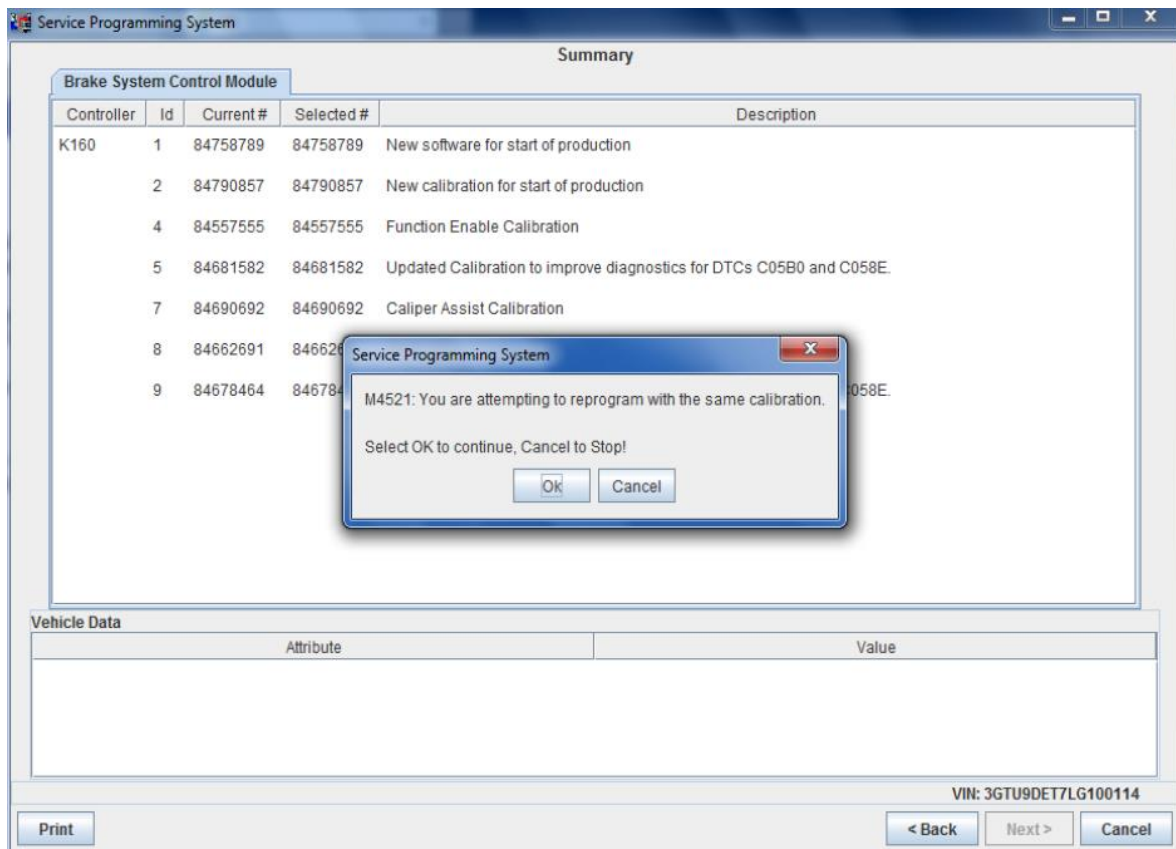 Service Programming System
Summary
Brake System Control Module
Controller Id Current # Selected # Description
K160 1 84758789 84758789 New software for start of production
2 84790857 84790857 New calibration for start of production
4 84557555 84557555 Function Enable Calibration
5 84681582 84681582 Updated Calibration to improve diagnostics for DTCs C05B0 and C058E.
7 84690692 84690692 Caliper Assist Calibration
8 84662691
9 84678464
Service Programming System
M4521: You are attempting to reprogram with the same calibration.
Select OK to continue, Cancel to Stop!
Ok Cancel
Vehicle Data
Attribute Value
VIN: 3GTU9DET7LG100114
Print < Back Next > Cancel